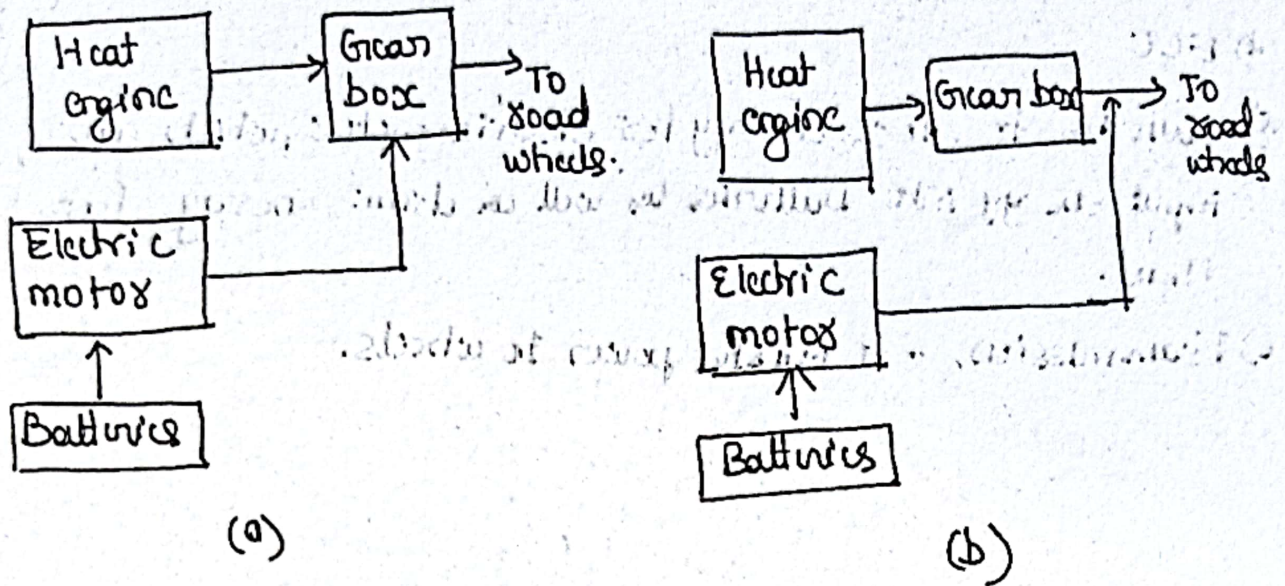 Heat
engine
Gear
box
To
road
wheels.
Electric
motor
Batteries
(a)
Heat
engine
Gear box
To
road
wheels
Electric
motor
Batteries
(b)